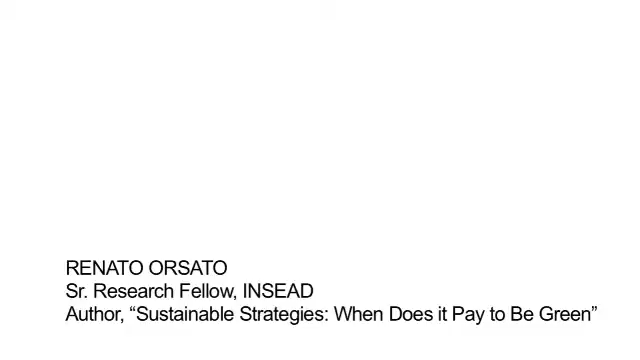 RENATO ORSATO
Sr. Research Fellow, INSEAD
Author, “Sustainable Strategies: When Does it Pay to Be Green”